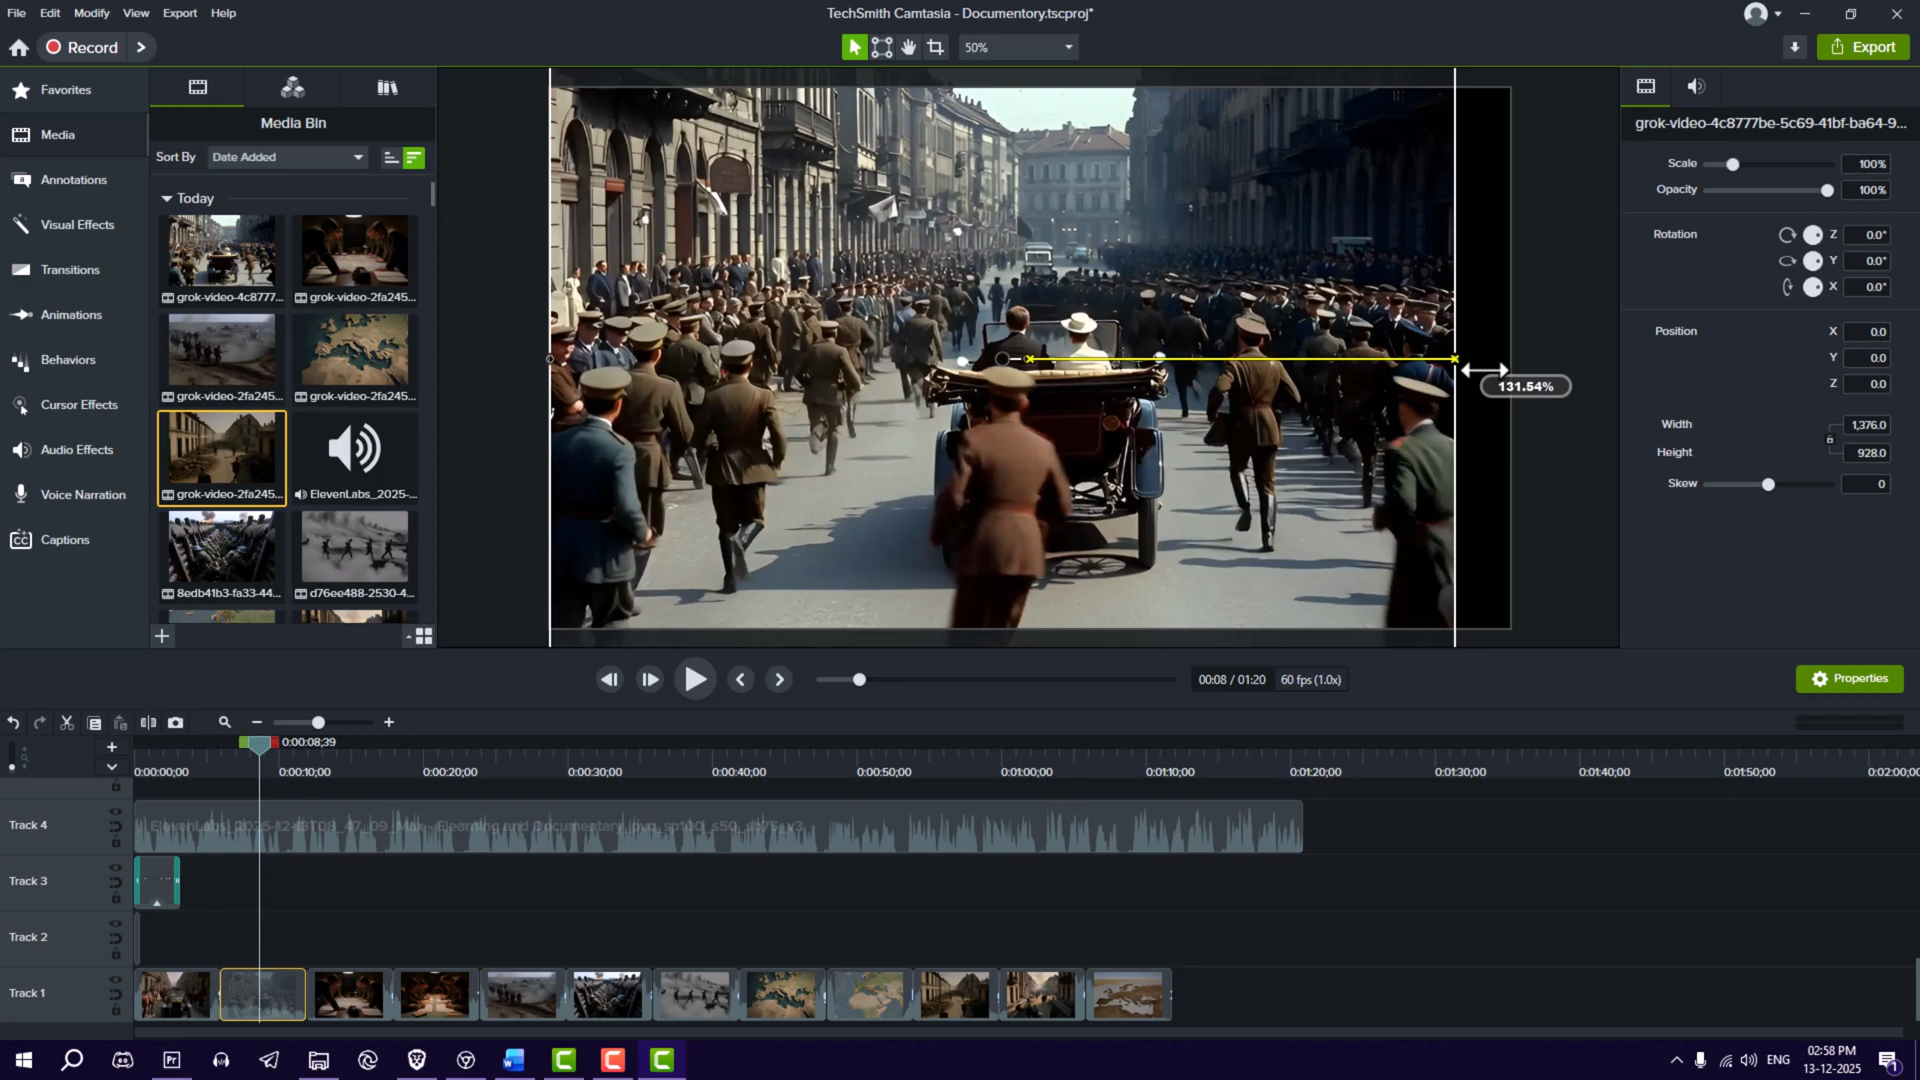 File Edit Modify View Export Help
TechSmith Camtasia - Documentory.tscproj*
Record
50%
Export
Favorites
Media
Annotations
Visual Effects
Transitions
Animations
Behaviors
Cursor Effects
Audio Effects
Voice Narration
CC Captions
Media Bin
Sort By Date Added
Today
grok-video-4c8777... grok-video-2fa245...
grok-video-2fa245... grok-video-2fa245...
grok-video-2fa245... ElevenLabs_2025-...
8edb41b3-fa33-44... d76ee488-2530-4...
131.54%
grok-video-4c8777be-5c69-41bf-ba64-9...
Scale 100%
Opacity 100%
Rotation Z 0.0°
Y 0.0°
X 0.0°
Position X 0.0
Y 0.0
Z 0.0
Width 1,376.0
Height 928.0
Skew 0
00:08 / 01:20 60 fps (1.0x)
Properties
0:00:08;39
0:00:00;00 0:00:10;00 0:00:20;00 0:00:30;00 0:00:40;00 0:00:50;00 0:01:00;00 0:01:10;00 0:01:20;00 0:01:30;00 0:01:40;00 0:01:50;00 0:02:00;00
Track 4
ElevenLabs_2025-12-13T08_47_09_Max - Elearning and Documentary_pvc_sp100_s50_sb75_v3
Track 3
Track 2
Track 1
Pr
ENG
02:58 PM
13-12-2025
1